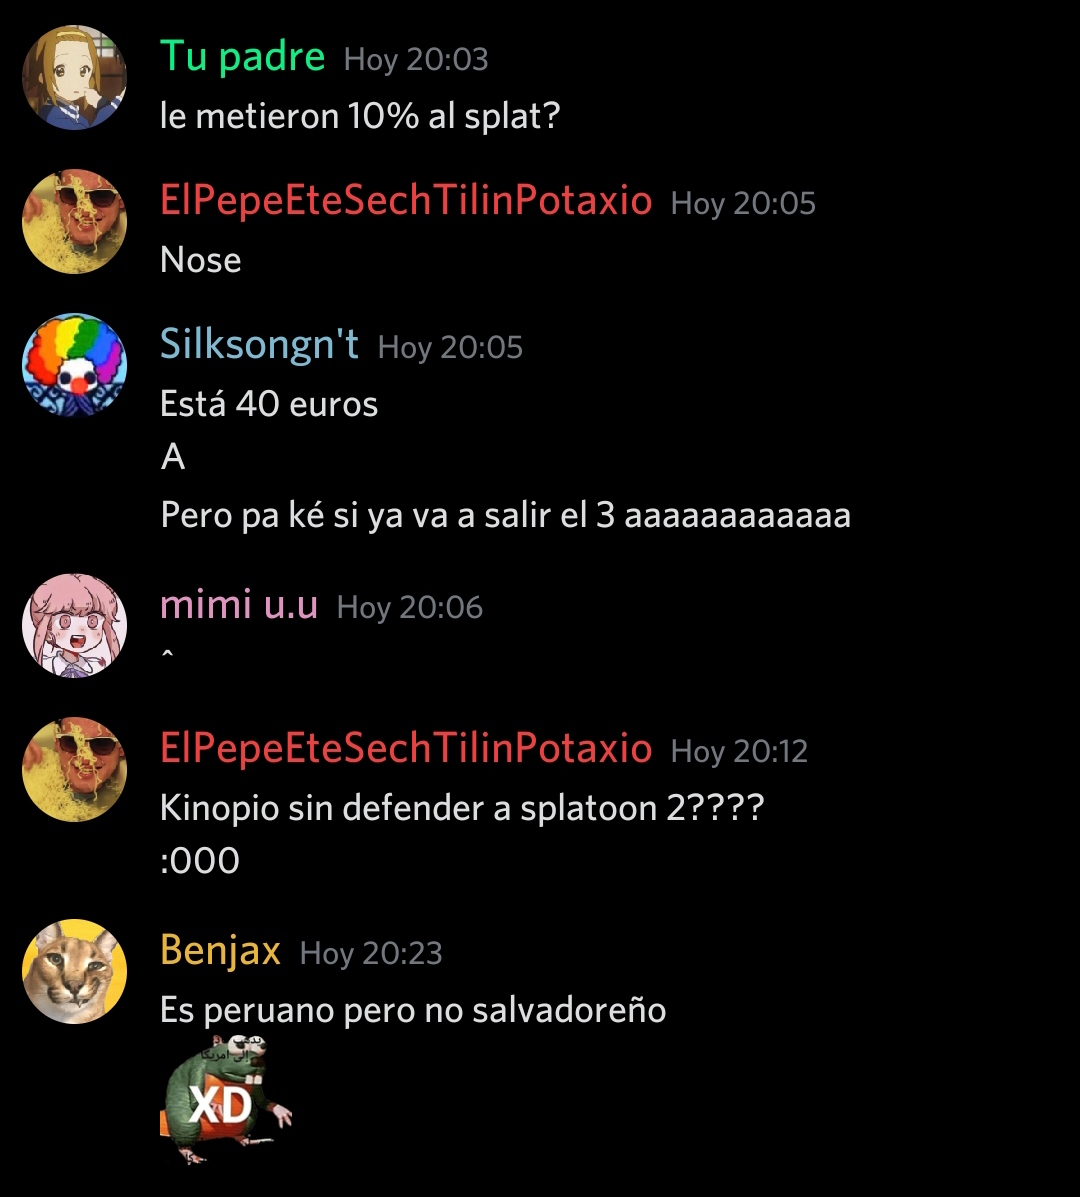 Tu padre Hoy 20:03
le metieron 10% al splat?
ElPepeEteSechTilinPotaxio Hoy 20:05
Nose
Silksongn't Hoy 20:05
Está 40 euros
A
Pero pa ké si ya va a salir el 3 aaaaaaaaaaaa
mimi u.u Hoy 20:06
^
ElPepeEteSechTilinPotaxio Hoy 20:12
Kinopio sin defender a splatoon 2????
:000
Benjax Hoy 20:23
Es peruano pero no salvadoreño
إلى امريكا
XD